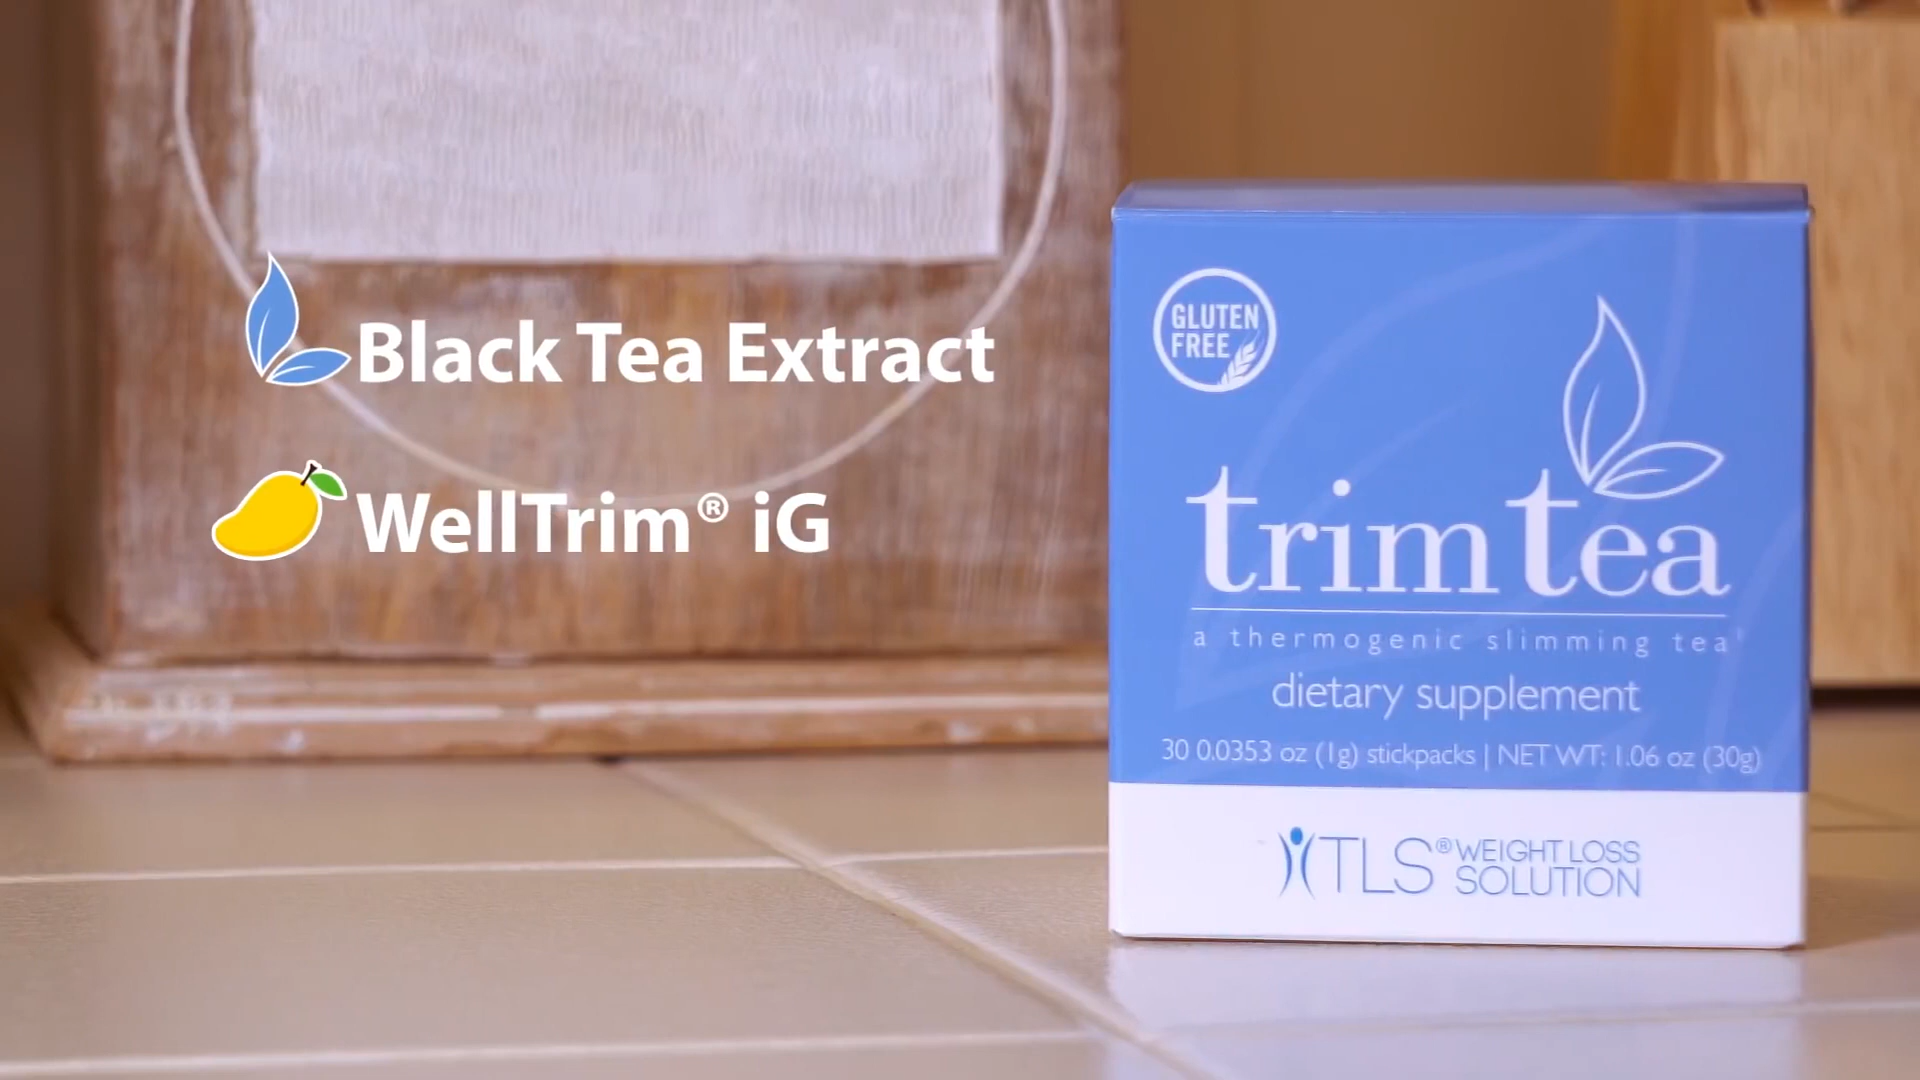 Black Tea Extract
WellTrim® iG
GLUTEN
FREE
trim tea
a thermogenic slimming tea
dietary supplement
30 0.0353 oz (1g) stickpacks | NET WT: 1.06 oz (30g)
TLS® WEIGHT LOSS
SOLUTION